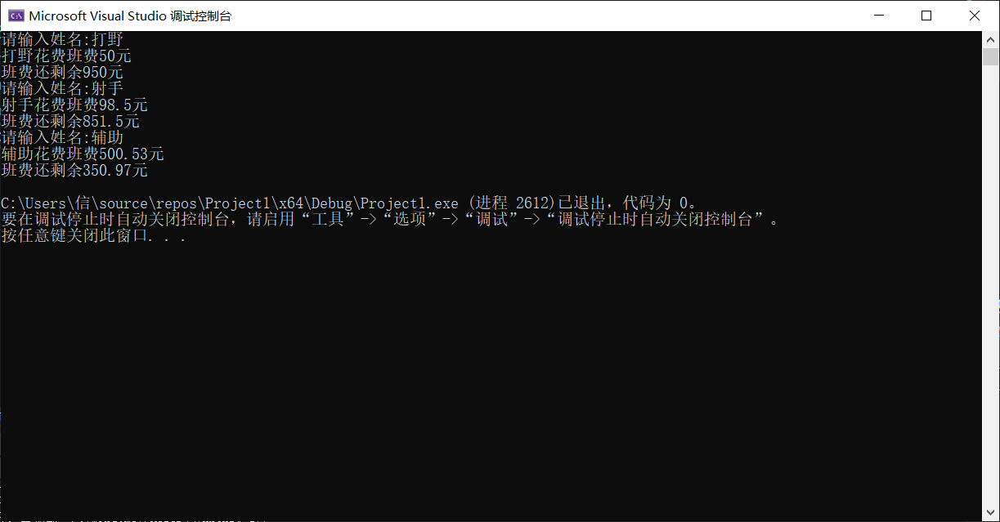 Microsoft Visual Studio 调试控制台
请输入姓名:打野
打野花费班费50元
班费还剩余950元
请输入姓名:射手
射手花费班费98.5元
班费还剩余851.5元
请输入姓名:辅助
辅助花费班费500.53元
班费还剩余350.97元
C:\Users\信\source\repos\Project1\x64\Debug\Project1.exe (进程 2612)已退出，代码为 0。
要在调试停止时自动关闭控制台，请启用“工具”->“选项”->“调试”->“调试停止时自动关闭控制台”。
按任意键关闭此窗口. . .